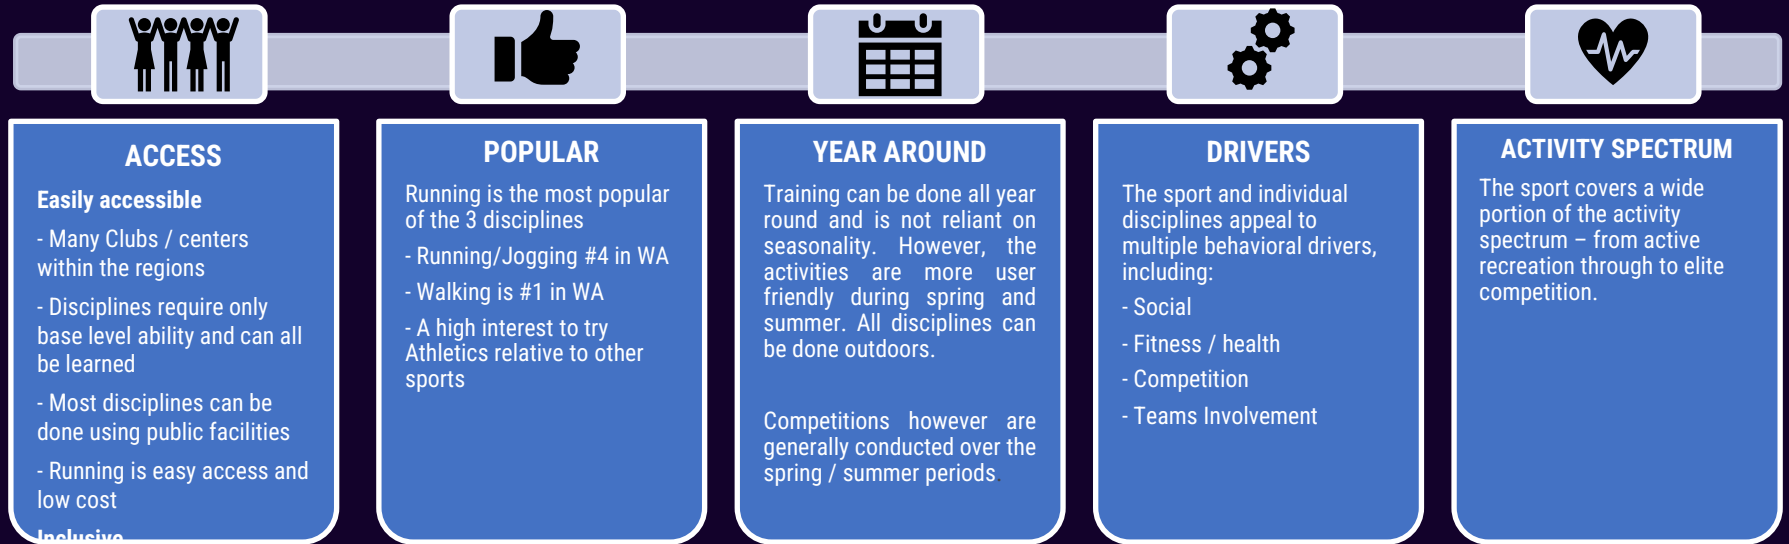 ACCESS
Easily accessible
- Many Clubs / centers
within the regions
- Disciplines require only
base level ability and can all
be learned
- Most disciplines can be
done using public facilities
- Running is easy access and
low cost
Inclusive
POPULAR
Running is the most popular
of the 3 disciplines
- Running/Jogging #4 in WA
- Walking is #1 in WA
- A high interest to try
Athletics relative to other
sports
YEAR AROUND
Training can be done all year
round and is not reliant on
seasonality. However, the
activities are more user
friendly during spring and
summer. All disciplines can
be done outdoors.
Competitions however are
generally conducted over the
spring / summer periods.
DRIVERS
The sport and individual
disciplines appeal to
multiple behavioral drivers,
including:
- Social
- Fitness / health
- Competition
- Teams Involvement
ACTIVITY SPECTRUM
The sport covers a wide
portion of the activity
spectrum – from active
recreation through to elite
competition.